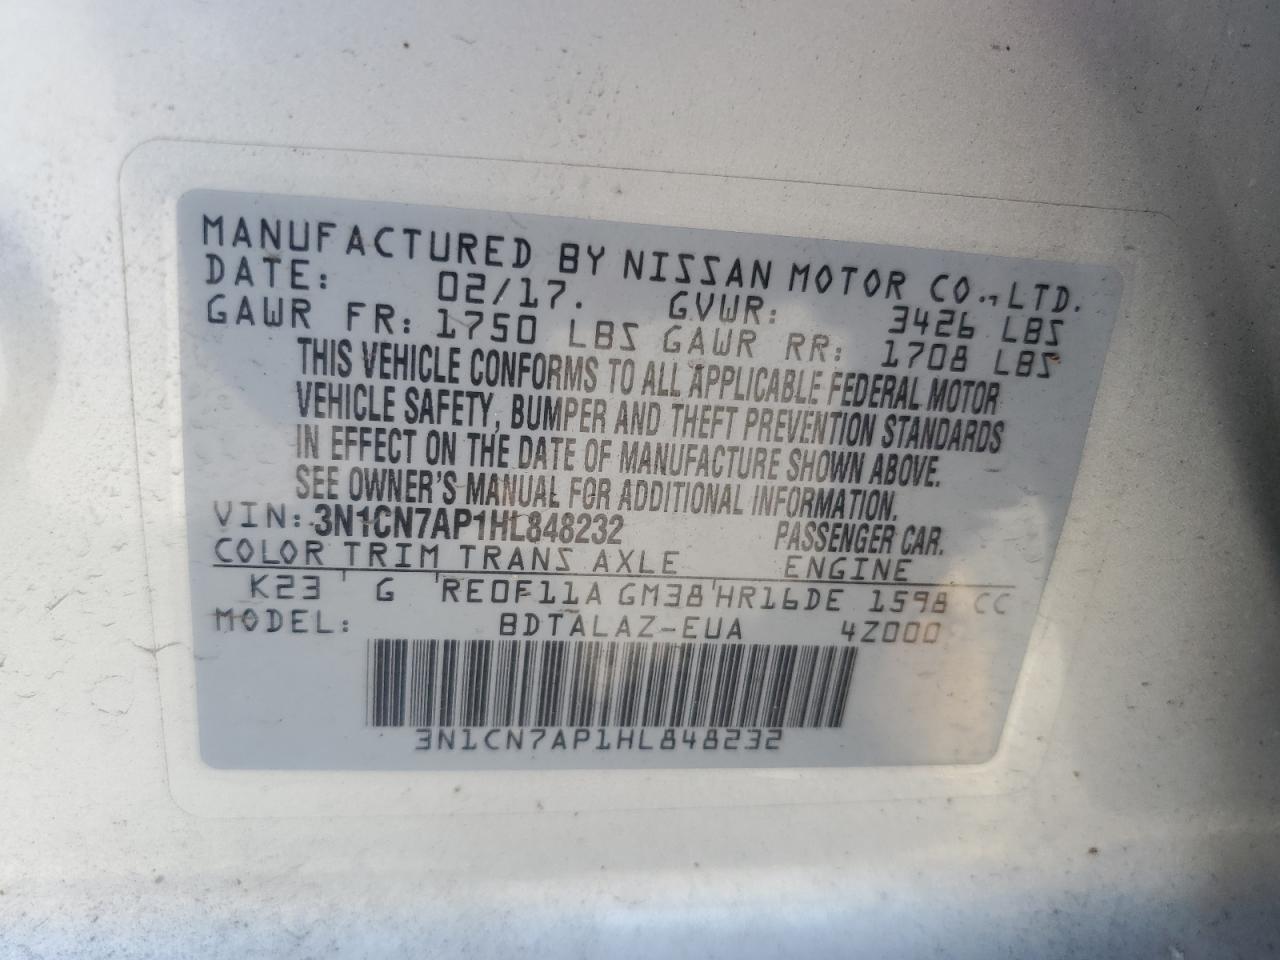 MANUFACTURED BY NISSAN MOTOR CO., LTD.
DATE: 02/17. GVWR: 3426 LBS
GAWR FR: 1750 LBS GAWR RR: 1708 LBS
THIS VEHICLE CONFORMS TO ALL APPLICABLE FEDERAL MOTOR
VEHICLE SAFETY, BUMPER AND THEFT PREVENTION STANDARDS
IN EFFECT ON THE DATE OF MANUFACTURE SHOWN ABOVE.
SEE OWNER'S MANUAL FOR ADDITIONAL INFORMATION.
VIN: 3N1CN7AP1HL848232 PASSENGER CAR.
COLOR TRIM TRANS AXLE ENGINE
K23 G RE0F11A GM38 HR16DE 1598 CC
MODEL: BDTALAZ-EUA 4Z000
3N1CN7AP1HL848232